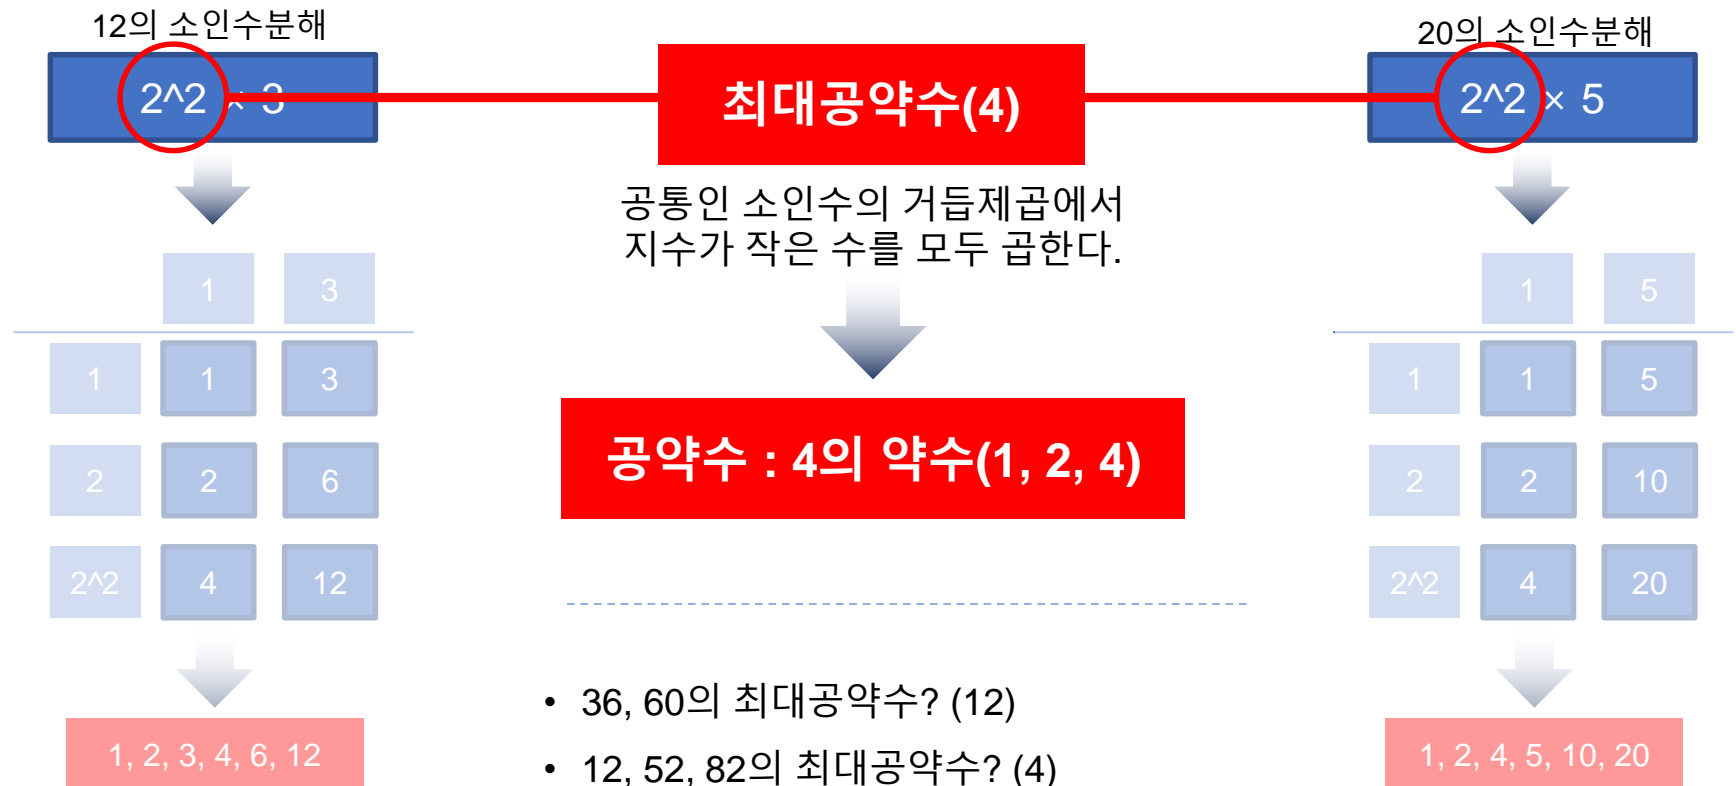 12의 소인수분해
2^2 × 3
1 3
1 1 3
2 2 6
2^2 4 12
1, 2, 3, 4, 6, 12
최대공약수(4)
공통인 소인수의 거듭제곱에서
지수가 작은 수를 모두 곱한다.
공약수 : 4의 약수(1, 2, 4)
• 36, 60의 최대공약수? (12)
• 12, 52, 82의 최대공약수? (4)
20의 소인수분해
2^2 × 5
1 5
1 1 5
2 2 10
2^2 4 20
1, 2, 4, 5, 10, 20